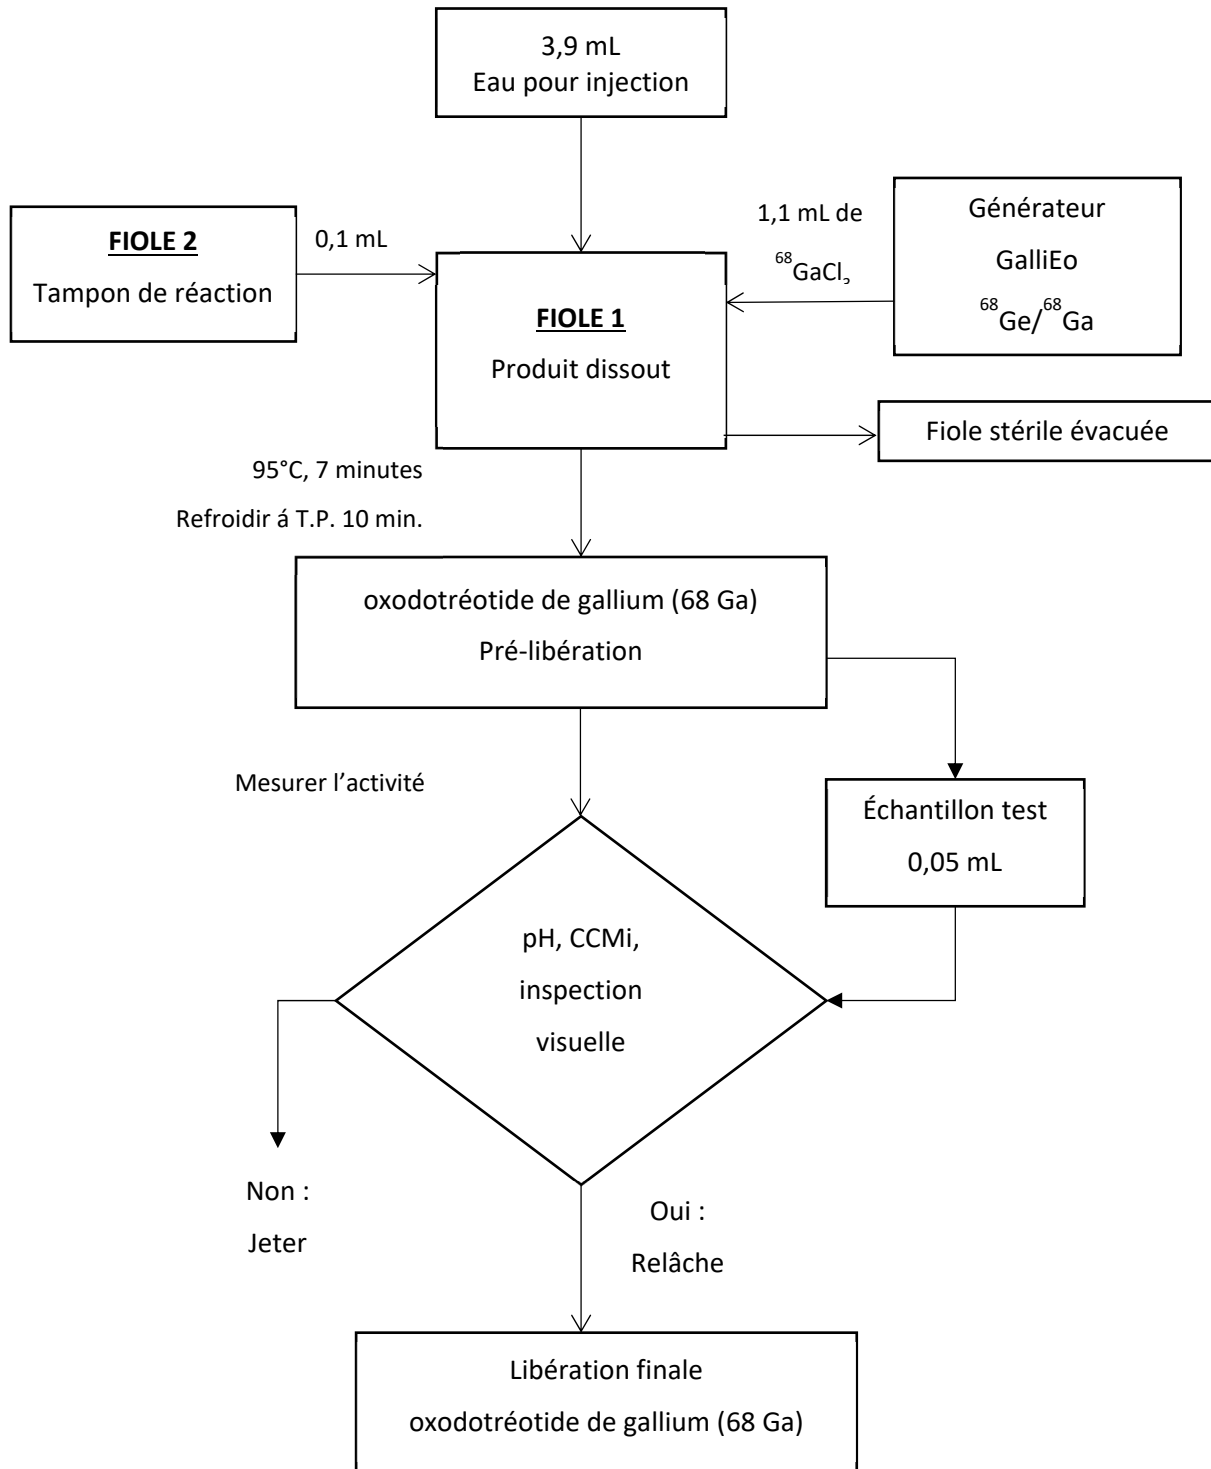 3,9 mL
Eau pour injection
FIOLE 2
Tampon de réaction
0,1 mL
1,1 mL de
⁶⁸GaCl₃
Générateur
GalliEo
⁶⁸Ge/⁶⁸Ga
FIOLE 1
Produit dissout
Fiole stérile évacuée
95°C, 7 minutes
Refroidir á T.P. 10 min.
oxodotréotide de gallium (68 Ga)
Pré-libération
Mesurer l’activité
Échantillon test
0,05 mL
pH, CCMi,
inspection
visuelle
Non :
Jeter
Oui :
Relâche
Libération finale
oxodotréotide de gallium (68 Ga)